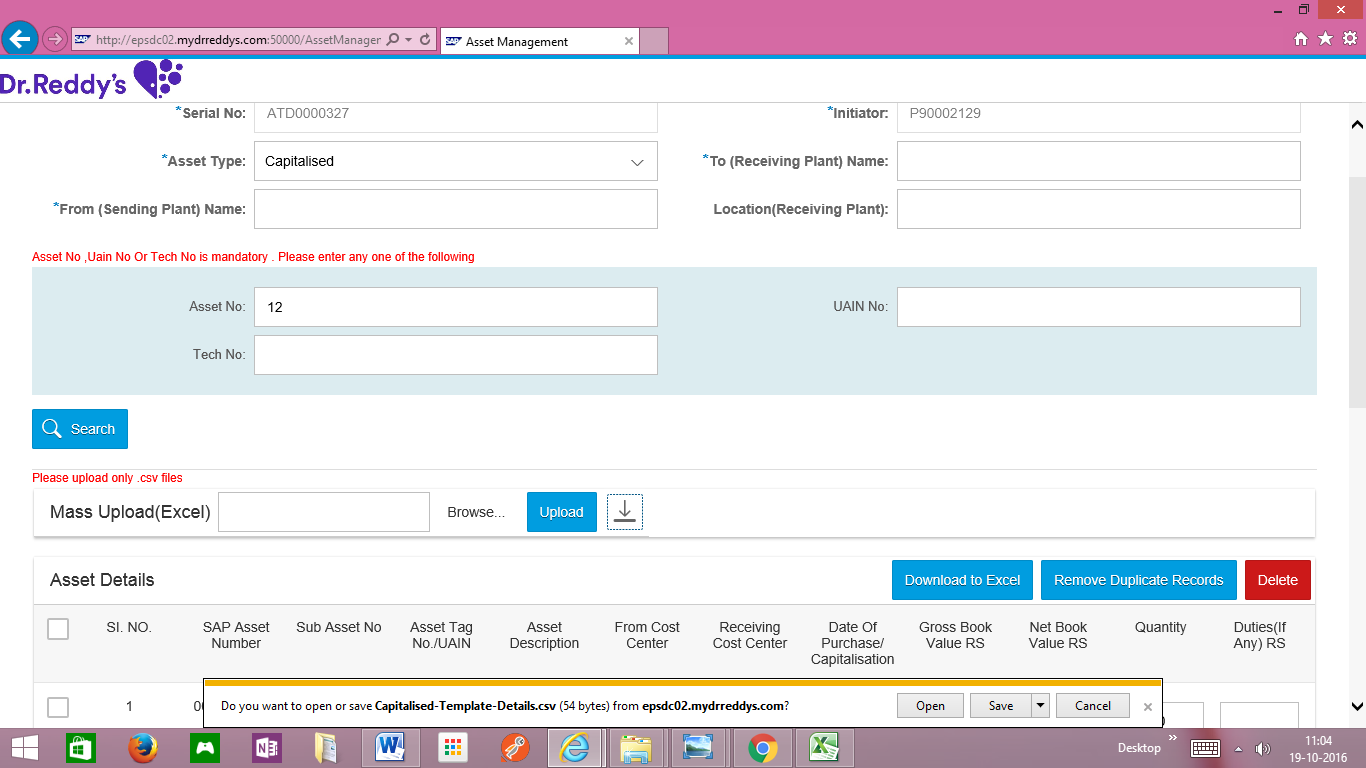 http://epsdc02.mydrreddys.com:50000/AssetManager
SAP Asset Management
Dr.Reddy's
*Serial No: ATD0000327 *Initiator: P90002129
*Asset Type: Capitalised *To (Receiving Plant) Name:
*From (Sending Plant) Name: Location(Receiving Plant):
Asset No ,Uain No Or Tech No is mandatory . Please enter any one of the following
Asset No: 12 UAIN No:
Tech No:
Search
Please upload only .csv files
Mass Upload(Excel) Browse... Upload
Asset Details Download to Excel Remove Duplicate Records Delete
SI. NO. SAP Asset Number Sub Asset No Asset Tag No./UAIN Asset Description From Cost Center Receiving Cost Center Date Of Purchase/ Capitalisation Gross Book Value RS Net Book Value RS Quantity Duties(If Any) RS
1
Do you want to open or save Capitalised-Template-Details.csv (54 bytes) from epsdc02.mydrreddys.com? Open Save Cancel
Desktop 11:04
19-10-2016